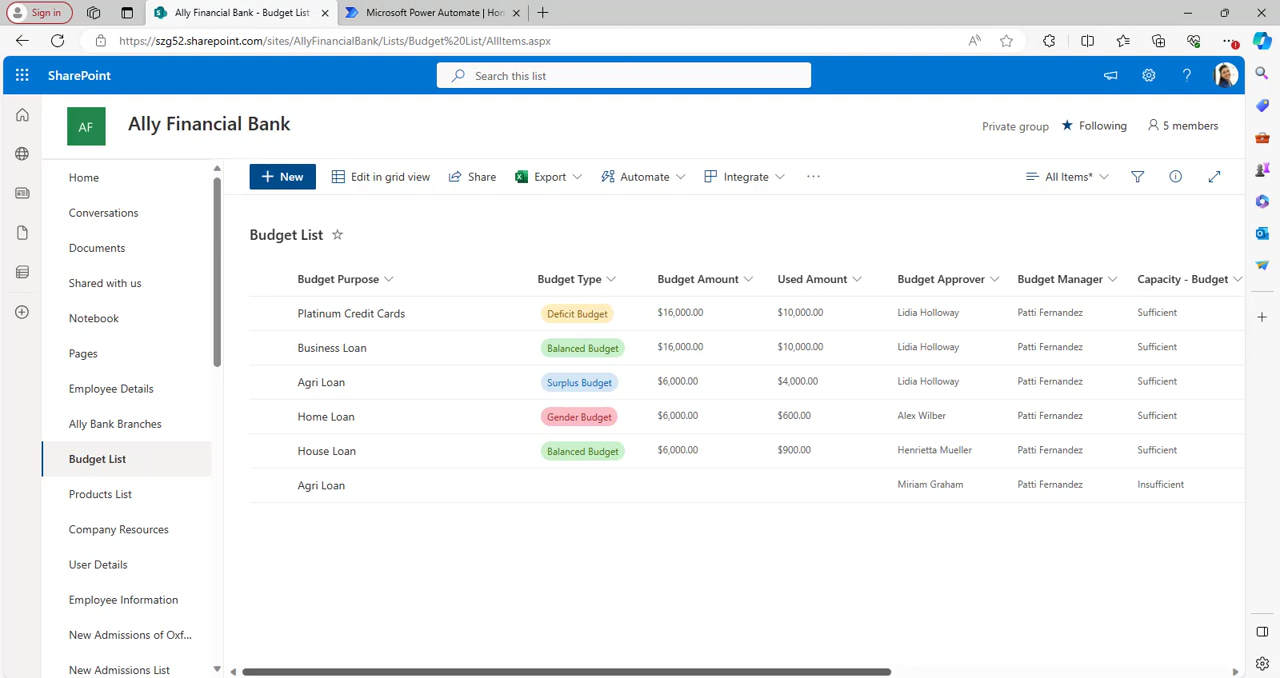 Sign in
Ally Financial Bank - Budget List
Microsoft Power Automate | Hor
https://szg52.sharepoint.com/sites/AllyFinancialBank/Lists/Budget%20List/AllItems.aspx
SharePoint
Search this list
AF
Ally Financial Bank
Private group
Following
5 members
New
Edit in grid view
Share
Export
Automate
Integrate
All Items*
Home
Conversations
Documents
Shared with us
Notebook
Pages
Employee Details
Ally Bank Branches
Budget List
Products List
Company Resources
User Details
Employee Information
New Admissions of Oxf...
New Admissions List
Budget List
Budget Purpose Budget Type Budget Amount Used Amount Budget Approver Budget Manager Capacity - Budget
Platinum Credit Cards Deficit Budget $16,000.00 $10,000.00 Lidia Holloway Patti Fernandez Sufficient
Business Loan Balanced Budget $16,000.00 $10,000.00 Lidia Holloway Patti Fernandez Sufficient
Agri Loan Surplus Budget $6,000.00 $4,000.00 Lidia Holloway Patti Fernandez Sufficient
Home Loan Gender Budget $6,000.00 $600.00 Alex Wilber Patti Fernandez Sufficient
House Loan Balanced Budget $6,000.00 $900.00 Henrietta Mueller Patti Fernandez Sufficient
Agri Loan Miriam Graham Patti Fernandez Insufficient